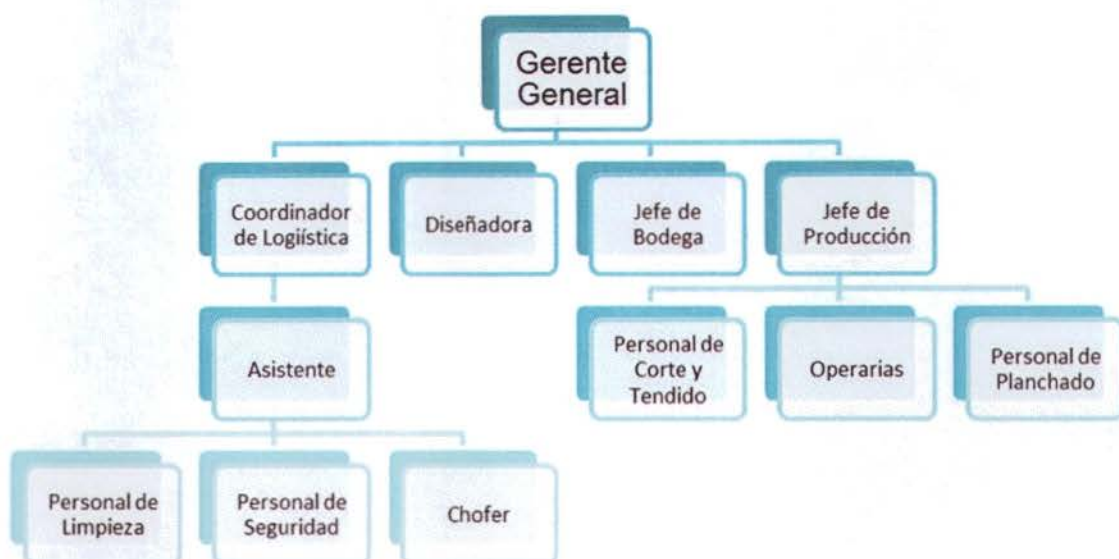 Gerente
General
Coordinador
de Logiística
Diseñadora
Jefe de
Bodega
Jefe de
Producción
Asistente
Personal de
Corte y
Tendido
Operarias
Personal de
Planchado
Personal de
Limpieza
Personal de
Seguridad
Chofer